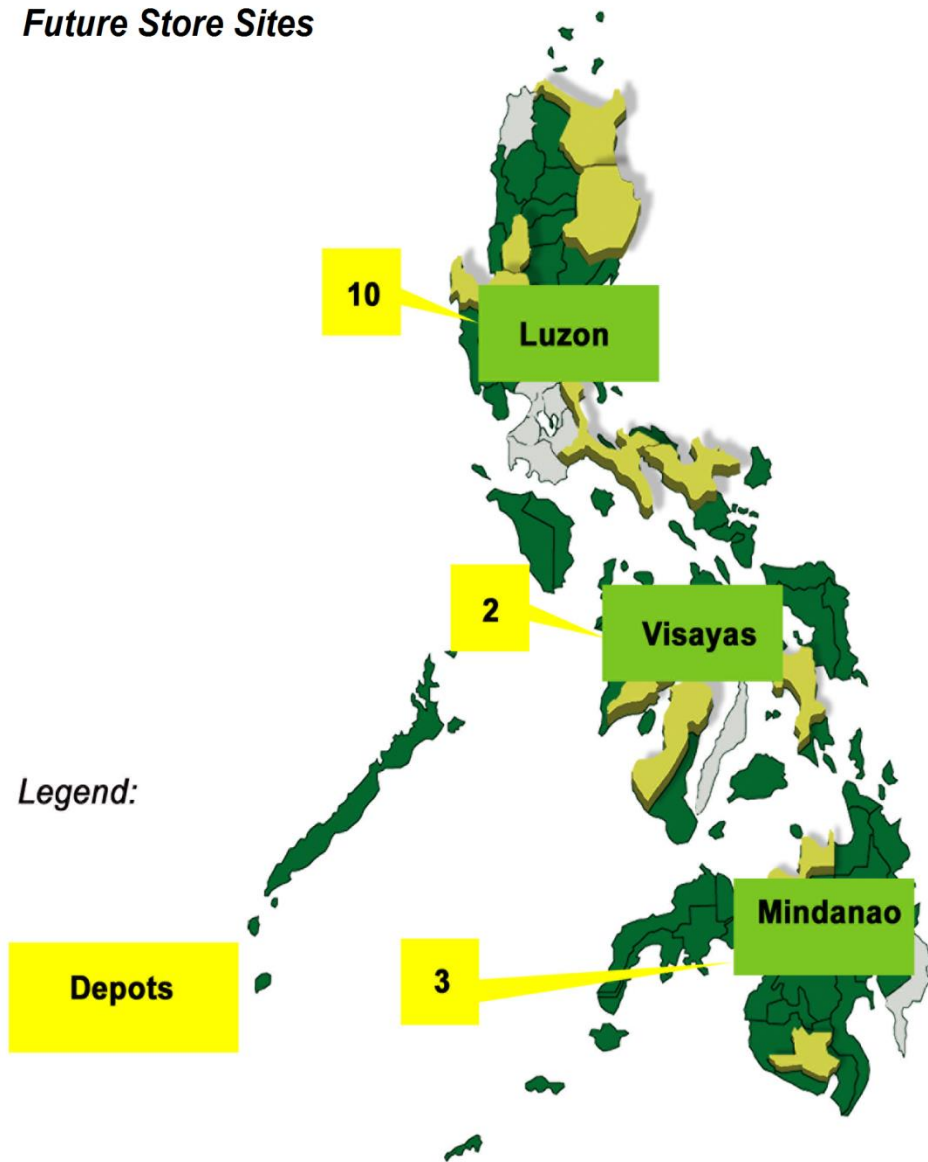 Future Store Sites
10
Luzon
2
Visayas
Legend:
Mindanao
Depots
3